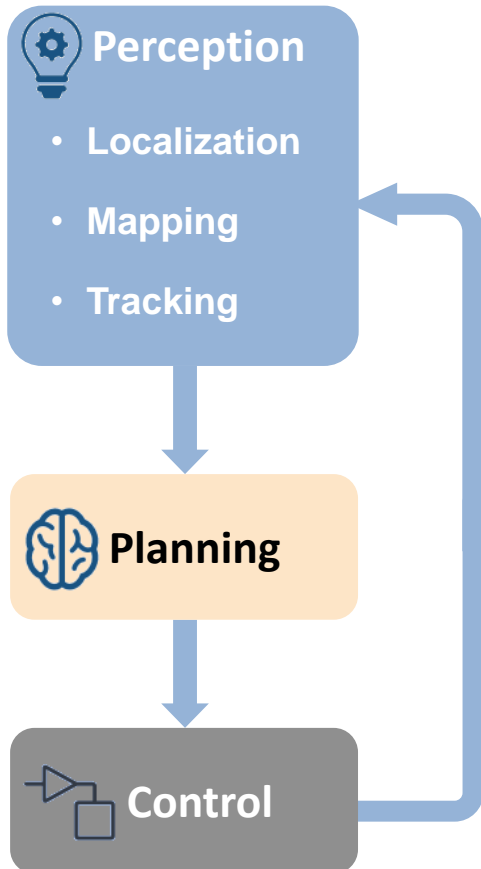 Perception
• Localization
• Mapping
• Tracking
Planning
Control